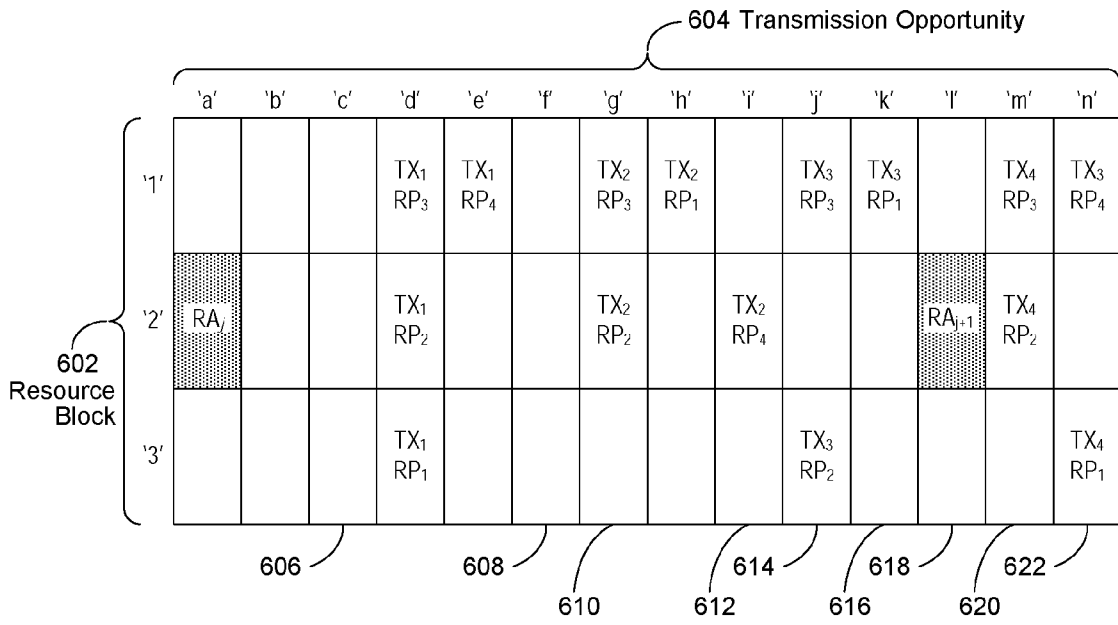 604 Transmission Opportunity
'a' 'b' 'c' 'd' 'e' 'f' 'g' 'h' 'i' 'j' 'k' 'l' 'm' 'n'
'1'
TX1 TX1 TX2 TX2 TX3 TX3 TX4 TX3
RP3 RP4 RP3 RP1 RP3 RP1 RP3 RP4
'2'
RAj
TX1 TX2 TX2
RP2 RP2 RP4
RAj+1
TX4
RP2
602
Resource
Block
'3'
TX1 TX3 TX4
RP1 RP2 RP1
606 608 614 618 622
610 612 616 620